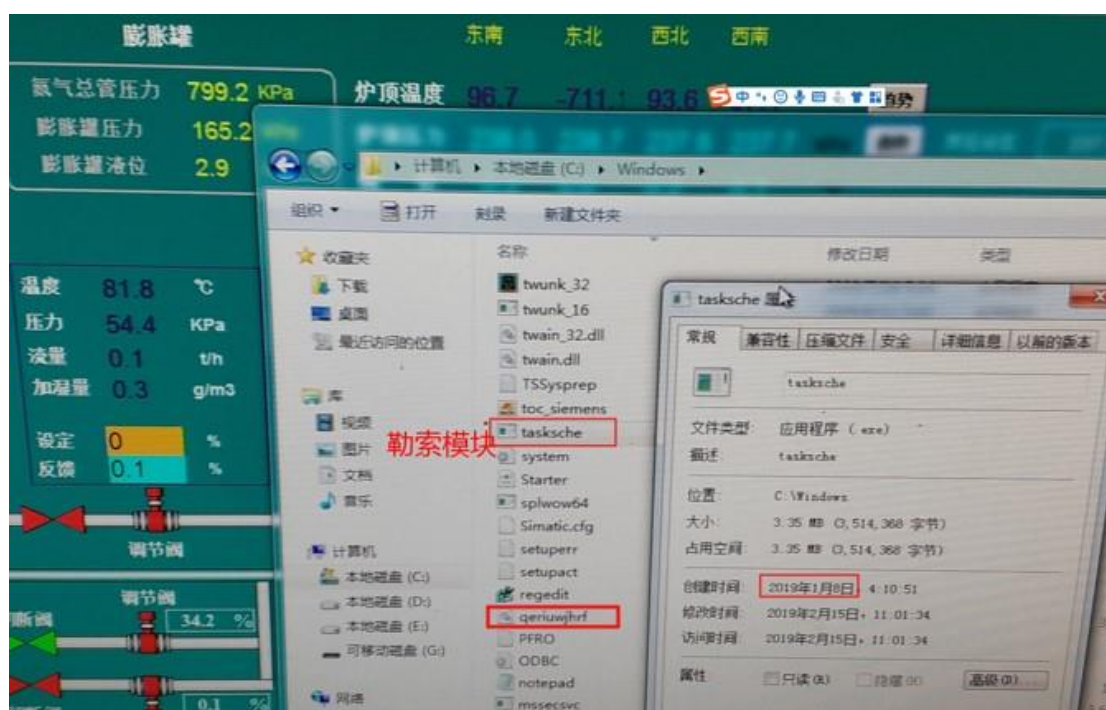 膨胀罐
东南 东北 西北 西南
氮气总管压力 799.2 KPa
炉顶温度 96.7 -711. 93.6
中
趋势
膨胀罐压力 165.2
膨胀罐液位 2.9
计算机 本地磁盘 (C:) Windows
组织 打开 刻录 新建文件夹
收藏夹
下载
桌面
最近访问的位置
库
视频
图片
文档
音乐
计算机
本地磁盘 (C:)
本地磁盘 (D:)
本地磁盘 (E:)
可移动磁盘 (G:)
网络
名称 修改日期 类型
twunk_32
twunk_16
twain_32.dll
twain.dll
TSSysprep
toc_siemens
tasksche
system
Starter
splwow64
Simatic.cfg
setuperr
setupact
regedit
qeriuwjhrf
PFRO
ODBC
notepad
mssecsvc
勒索模块
tasksche 属性
常规 兼容性 压缩文件 安全 详细信息 以前的版本
tasksche
文件类型: 应用程序 (.exe)
描述: tasksche
位置: C:\Windows
大小: 3.35 MB (3,514,368 字节)
占用空间: 3.35 MB (3,514,368 字节)
创建时间: 2019年1月8日, 4:10:51
修改时间: 2019年2月15日, 11:01:34
访问时间: 2019年2月15日, 11:01:34
属性: 只读(R) 隐藏(H) 高级(D)...
温度 81.8 ℃
压力 54.4 KPa
流量 0.1 t/h
加湿量 0.3 g/m3
设定 0 %
反馈 0.1 %
调节阀
调节阀
34.2 %
0.1 %